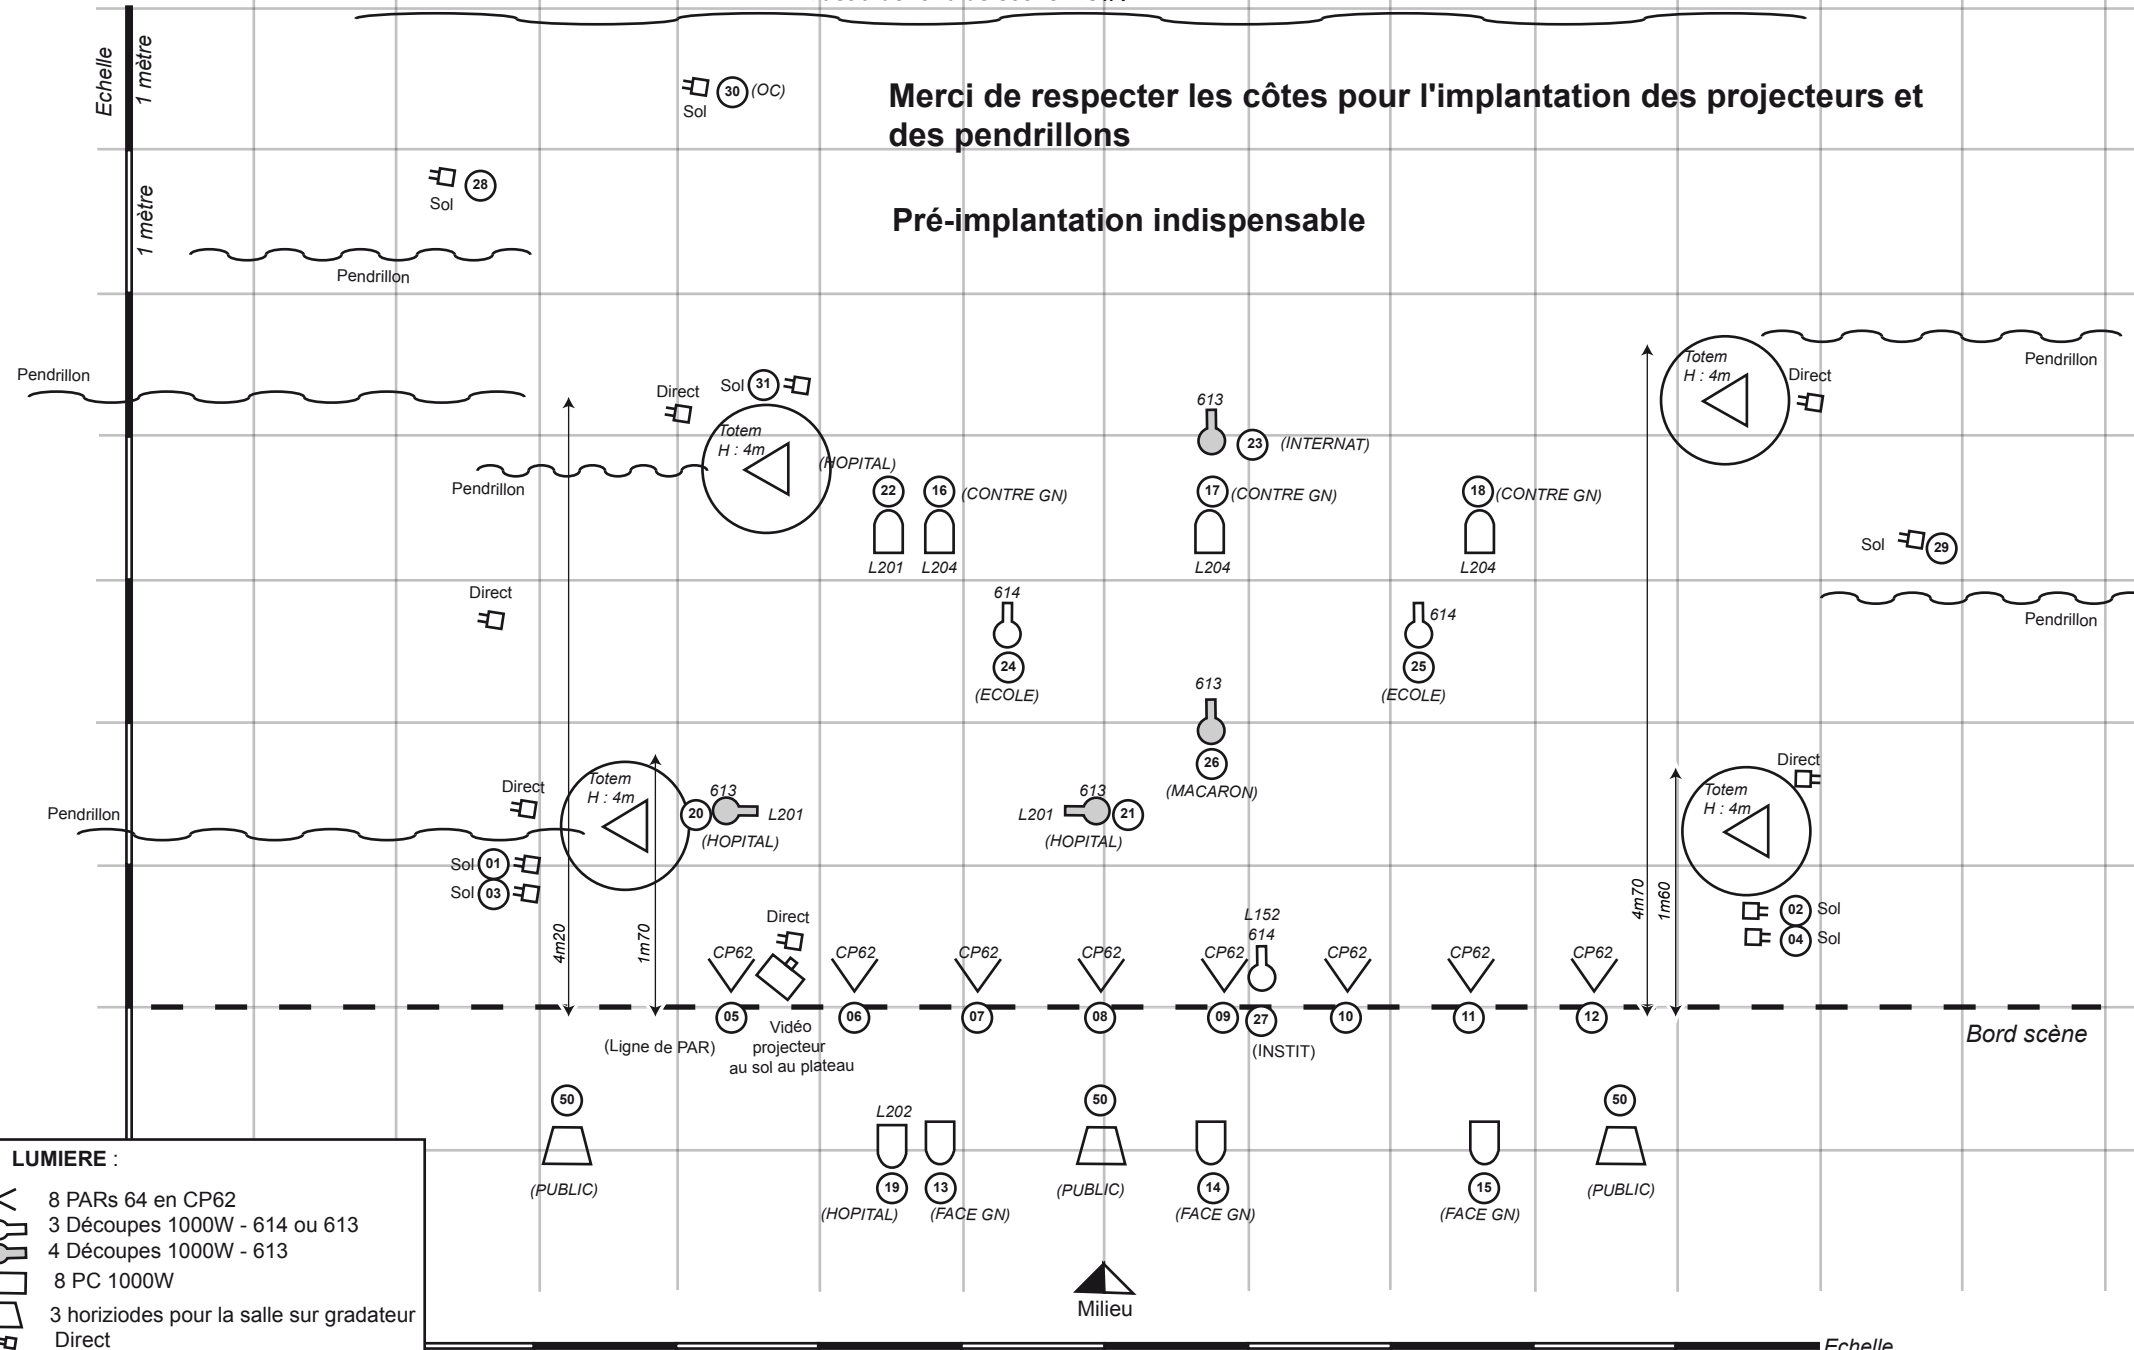 Echelle
1 mètre
1 mètre
30 (OC)
Sol
Merci de respecter les côtes pour l'implantation des projecteurs et
des pendrillons
28
Sol
Pré-implantation indispensable
Pendrillon
Pendrillon
Direct
Sol 31
Totem
H : 4m
(HOPITAL)
Pendrillon
613
23 (INTERNAT)
Totem
H : 4m
Direct
Pendrillon
22
16 (CONTRE GN)
17 (CONTRE GN)
18 (CONTRE GN)
L201
L204
L204
L204
Sol
29
Direct
614
24
(ECOLE)
614
25
(ECOLE)
Pendrillon
613
26
(MACARON)
Pendrillon
Direct
Totem
H : 4m
20
613
L201
(HOPITAL)
L201
613
21
(HOPITAL)
Direct
Totem
H : 4m
Sol 01
Sol 03
02 Sol
04 Sol
4m20
1m70
4m70
1m60
Direct
L152
614
CP62
CP62
CP62
CP62
CP62
CP62
CP62
CP62
05
06
07
08
09
27
10
11
12
(Ligne de PAR)
Vidéo
projecteur
au sol au plateau
(INSTIT)
Bord scène
50
50
50
L202
(PUBLIC)
19
13
(PUBLIC)
14
15
(PUBLIC)
(HOPITAL)
(FACE GN)
(FACE GN)
(FACE GN)
Milieu
LUMIERE :
8 PARs 64 en CP62
3 Découpes 1000W - 614 ou 613
4 Découpes 1000W - 613
8 PC 1000W
3 horiziodes pour la salle sur gradateur
Direct
Echelle